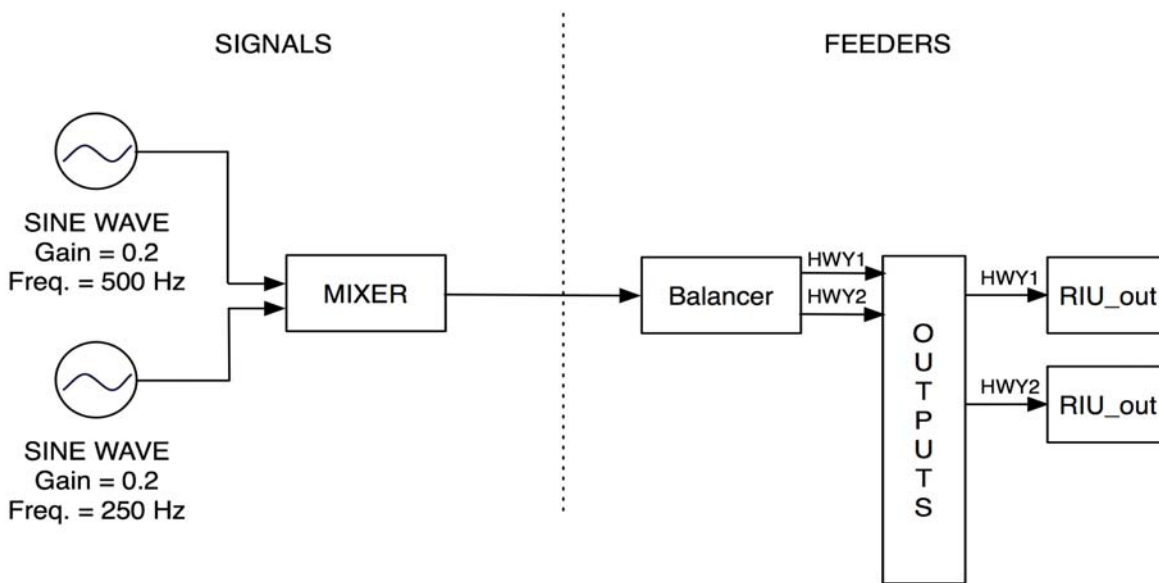 SIGNALS
FEEDERS
SINE WAVE
Gain = 0.2
Freq. = 500 Hz
MIXER
SINE WAVE
Gain = 0.2
Freq. = 250 Hz
Balancer
HWY1
HWY2
OUTPUTS
HWY1
RIU_out
HWY2
RIU_out